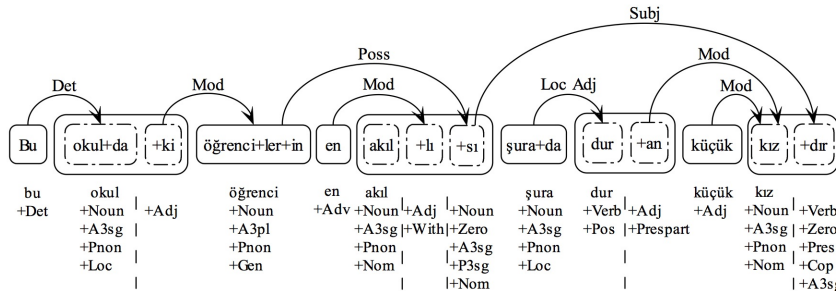 Subj
Poss
Det Mod Mod Loc Adj Mod Mod
Bu okul+da +ki öğrenci+ler+in en akıl +lı +sı şura+da dur +an küçük kız +dır
bu okul öğrenci en akıl şura dur küçük kız
+Det +Noun +Adj +Noun +Adv +Noun +Adj +Noun +Noun +Verb +Adj +Adj +Noun +Verb
+A3sg +A3pl +A3sg +With +Zero +A3sg +Pos +Prespart +A3sg +Zero
+Pnon +Pnon +Pnon +A3sg +Pnon +Pnon +Pres
+Loc +Gen +Nom +P3sg +Loc +Nom +Cop
+Nom +A3sg